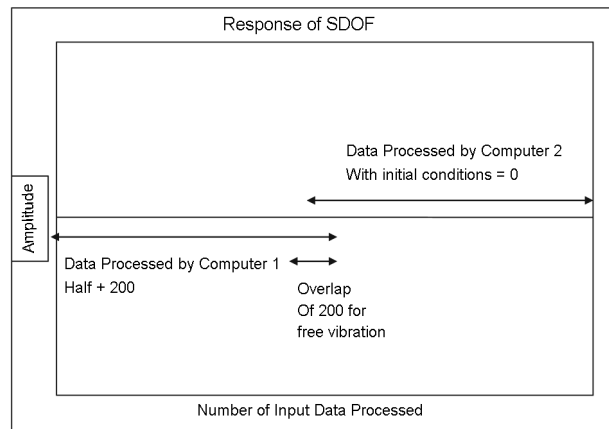 Response of SDOF
Data Processed by Computer 2
With initial conditions = 0
Amplitude
Data Processed by Computer 1
Half + 200
Overlap
Of 200 for
free vibration
Number of Input Data Processed